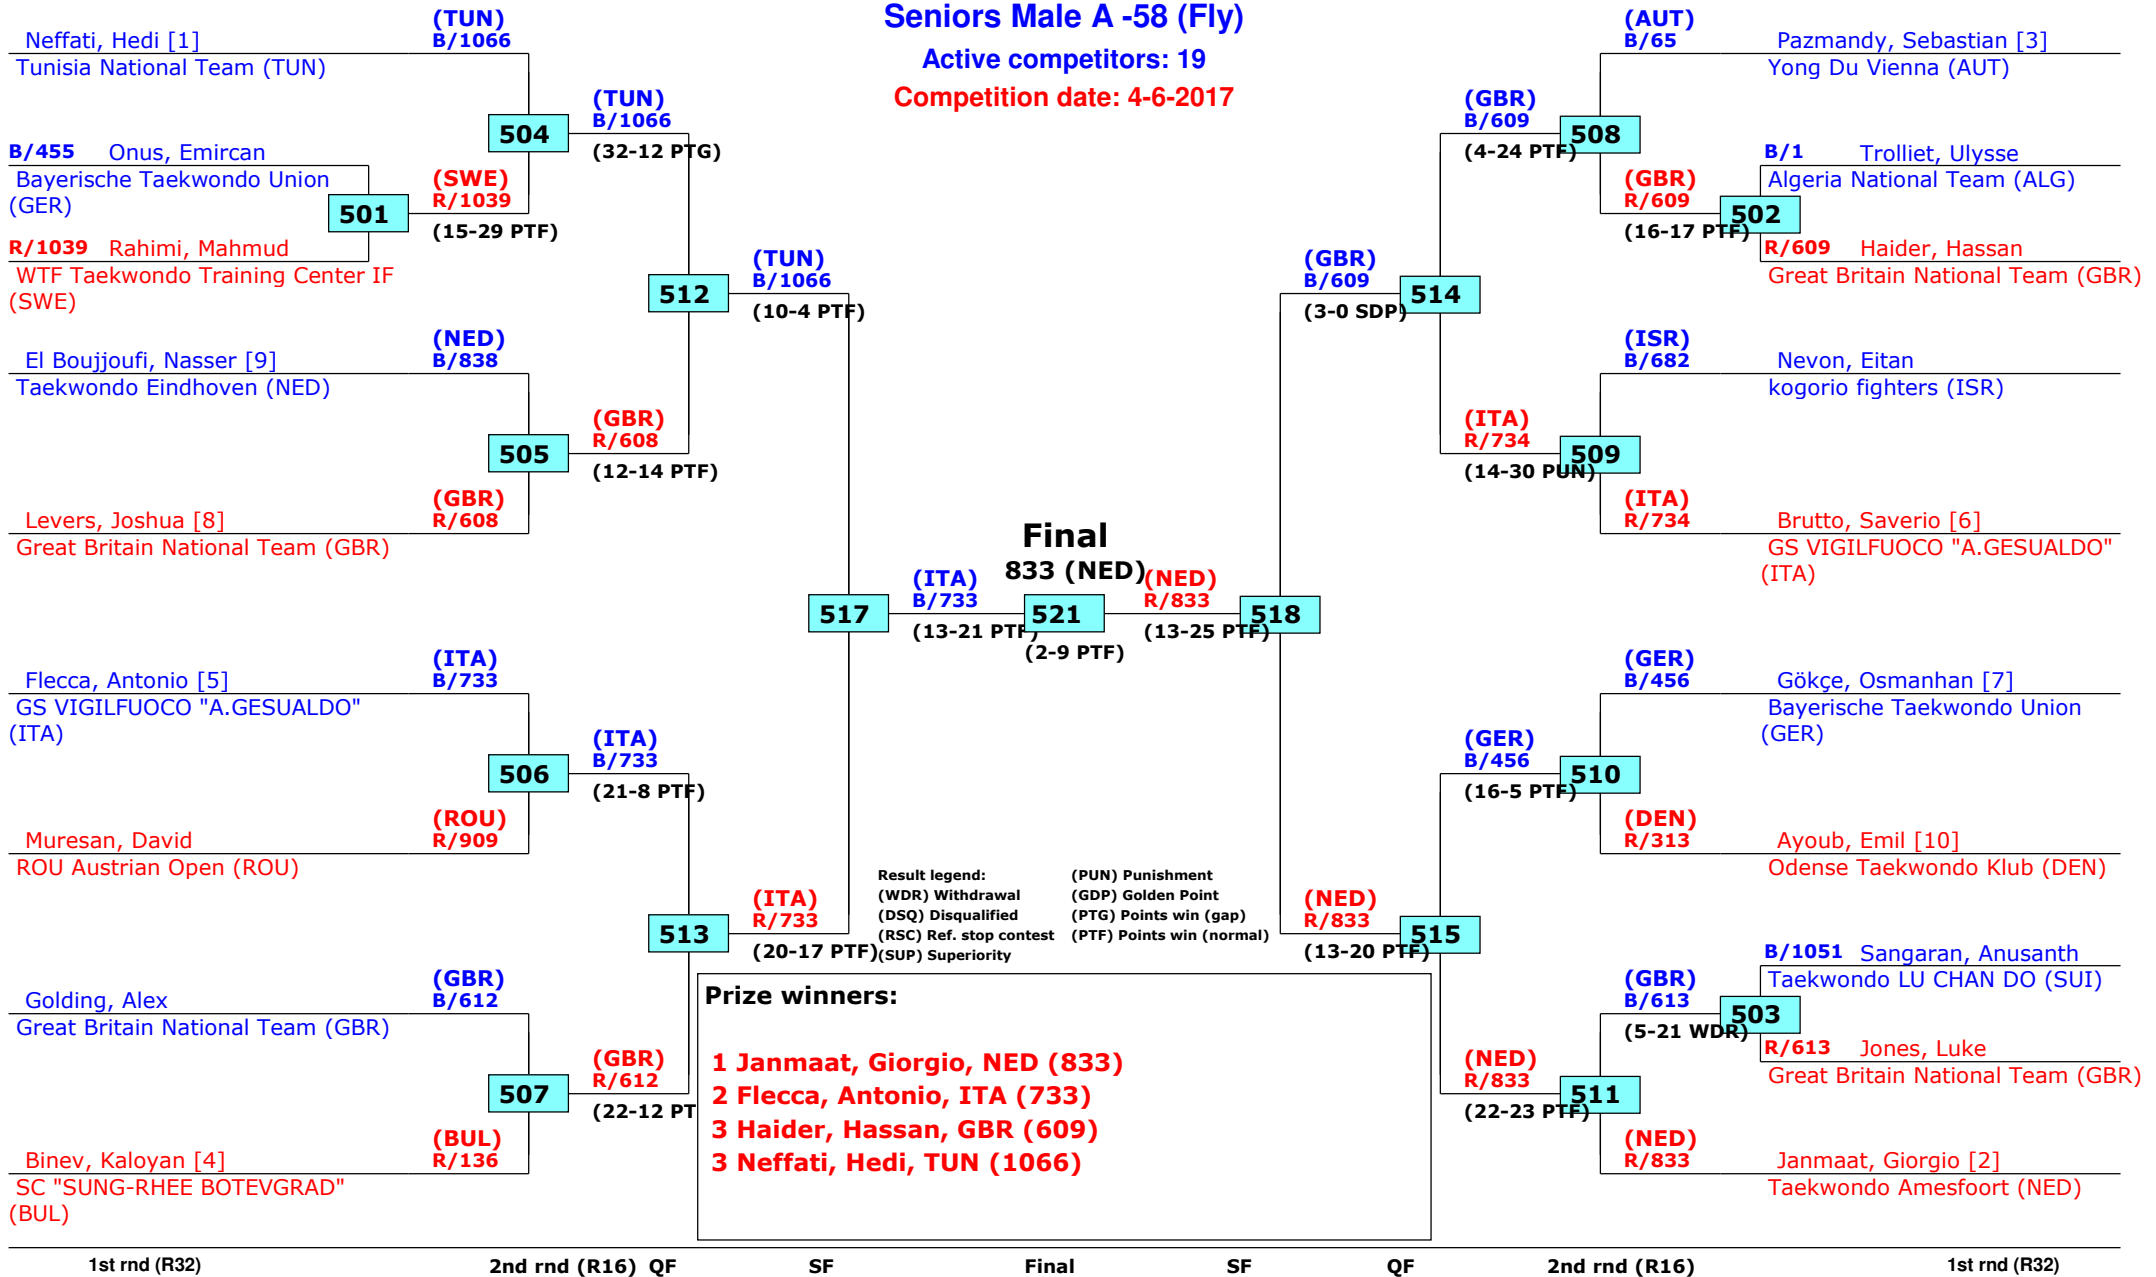 Seniors Male A -58 (Fly)
Active competitors: 19
Competition date: 4-6-2017
Neffati, Hedi [1]
Tunisia National Team (TUN)
(TUN)
B/1066
B/455 Onus, Emircan
Bayerische Taekwondo Union
(GER)
501
R/1039 Rahimi, Mahmud
WTF Taekwondo Training Center IF
(SWE)
(SWE)
R/1039
(15-29 PTF)
504
(TUN)
B/1066
(32-12 PTG)
El Boujjoufi, Nasser [9]
Taekwondo Eindhoven (NED)
(NED)
B/838
505
Levers, Joshua [8]
Great Britain National Team (GBR)
(GBR)
R/608
(GBR)
R/608
(12-14 PTF)
512
(TUN)
B/1066
(10-4 PTF)
Flecca, Antonio [5]
GS VIGILFUOCO "A.GESUALDO"
(ITA)
(ITA)
B/733
506
Muresan, David
ROU Austrian Open (ROU)
(ROU)
R/909
(ITA)
B/733
(21-8 PTF)
Golding, Alex
Great Britain National Team (GBR)
(GBR)
B/612
507
Binev, Kaloyan [4]
SC "SUNG-RHEE BOTEVGRAD"
(BUL)
(BUL)
R/136
(GBR)
R/612
(22-12 PT
513
(ITA)
R/733
(20-17 PTF)
517
(ITA)
B/733
(13-21 PTF)
Final
833 (NED)
521
(2-9 PTF)
(NED)
R/833
(13-25 PTF)
518
(GBR)
B/609
(3-0 SDP)
514
(GBR)
B/609
(4-24 PTF)
508
(AUT)
B/65
Pazmandy, Sebastian [3]
Yong Du Vienna (AUT)
B/1 Trolliet, Ulysse
Algeria National Team (ALG)
502
(GBR)
R/609
(16-17 PTF)
R/609 Haider, Hassan
Great Britain National Team (GBR)
(ISR)
B/682
Nevon, Eitan
kogorio fighters (ISR)
(ITA)
R/734
(14-30 PUN)
509
(ITA)
R/734
Brutto, Saverio [6]
GS VIGILFUOCO "A.GESUALDO"
(ITA)
(GER)
B/456
Gökçe, Osmanhan [7]
Bayerische Taekwondo Union
(GER)
(GER)
B/456
(16-5 PTF)
510
(DEN)
R/313
Ayoub, Emil [10]
Odense Taekwondo Klub (DEN)
(NED)
R/833
(13-20 PTF)
515
B/1051 Sangaran, Anusanth
Taekwondo LU CHAN DO (SUI)
(GBR)
B/613
(5-21 WDR)
503
R/613 Jones, Luke
Great Britain National Team (GBR)
(NED)
R/833
(22-23 PTF)
511
(NED)
R/833
Janmaat, Giorgio [2]
Taekwondo Amesfoort (NED)
Result legend:
(WDR) Withdrawal
(DSQ) Disqualified
(RSC) Ref. stop contest
(SUP) Superiority
(PUN) Punishment
(GDP) Golden Point
(PTG) Points win (gap)
(PTF) Points win (normal)
Prize winners:
1 Janmaat, Giorgio, NED (833)
2 Flecca, Antonio, ITA (733)
3 Haider, Hassan, GBR (609)
3 Neffati, Hedi, TUN (1066)
1st rnd (R32) 2nd rnd (R16) QF SF Final SF QF 2nd rnd (R16) 1st rnd (R32)